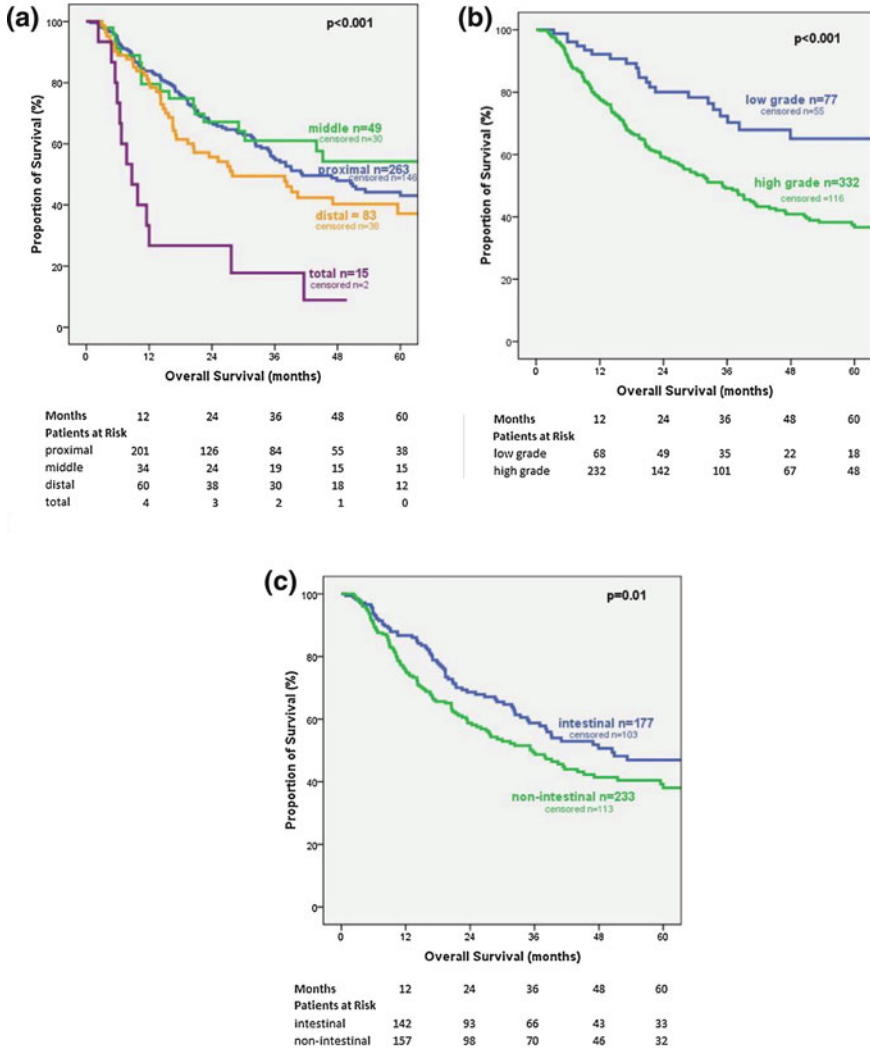 (a)
p<0.001
100
80
60
40
20
0
Proportion of Survival (%)
middle n=49
censored n=30
proximal n=263
censored n=146
distal = 83
censored n=38
total n=15
censored n=2
0 12 24 36 48 60
Overall Survival (months)
Months 12 24 36 48 60
Patients at Risk
proximal 201 126 84 55 38
middle 34 24 19 15 15
distal 60 38 30 18 12
total 4 3 2 1 0
(b)
p<0.001
100
80
60
40
20
0
Proportion of Survival (%)
low grade n=77
censored n=55
high grade n=332
censored =116
0 12 24 36 48 60
Overall Survival (months)
Months 12 24 36 48 60
Patients at Risk
low grade 68 49 35 22 18
high grade 232 142 101 67 48
(c)
p=0.01
100
80
60
40
20
0
Proportion of Survival (%)
intestinal n=177
censored n=103
non-intestinal n=233
censored n=113
0 12 24 36 48 60
Overall Survival (months)
Months 12 24 36 48 60
Patients at Risk
intestinal 142 93 66 43 33
non-intestinal 157 98 70 46 32